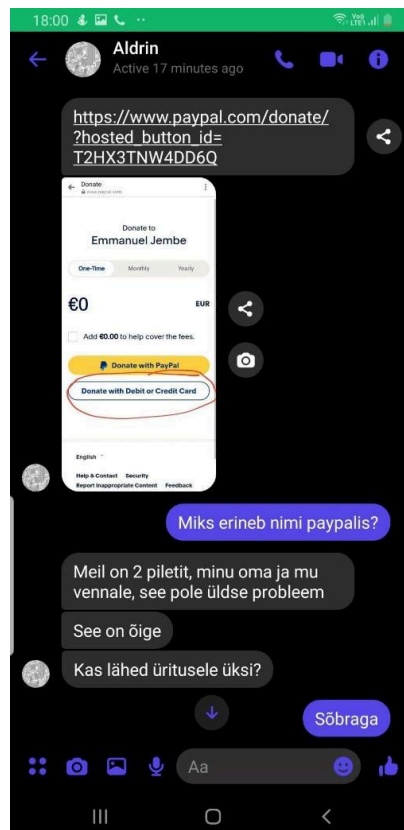 18:00
Vo))
LTE1
Aldrin
Active 17 minutes ago
https://www.paypal.com/donate/
?hosted_button_id=
T2HX3TNW4DD6Q
Donate
Donate to
Emmanuel Jembe
One-Time Monthly Yearly
€0 EUR
Add €0.00 to help cover the fees.
Donate with PayPal
Donate with Debit or Credit Card
English
Help & Contact Security
Report Inappropriate Content Feedback
Miks erineb nimi paypalis?
Meil on 2 piletit, minu oma ja mu
vennale, see pole üldse probleem
See on õige
Kas lähed üritusele üksi?
Sõbraga
Aa